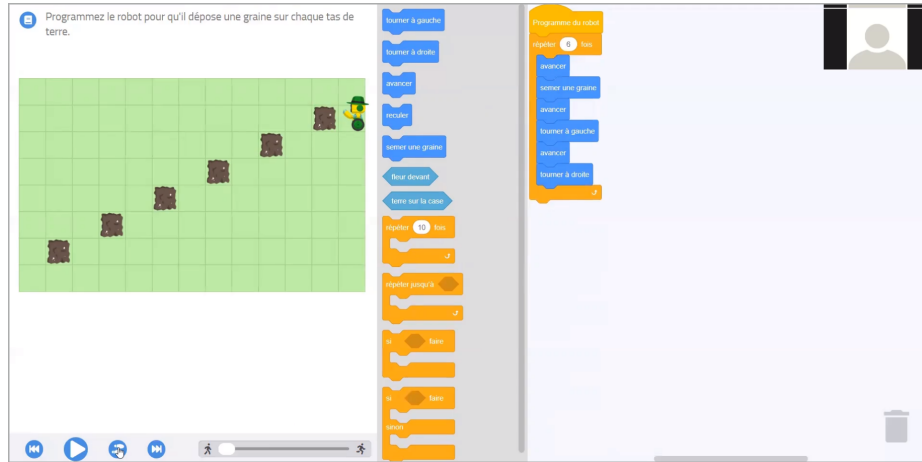 Programmez le robot pour qu'il dépose une graine sur chaque tas de
terre.
tourner à gauche
tourner à droite
avancer
reculer
semer une graine
fleur devant
terre sur la case
répéter 10 fois
répéter jusqu'à
si faire
si faire
sinon
Programme du robot
répéter 6 fois
avancer
semer une graine
avancer
tourner à gauche
avancer
tourner à droite